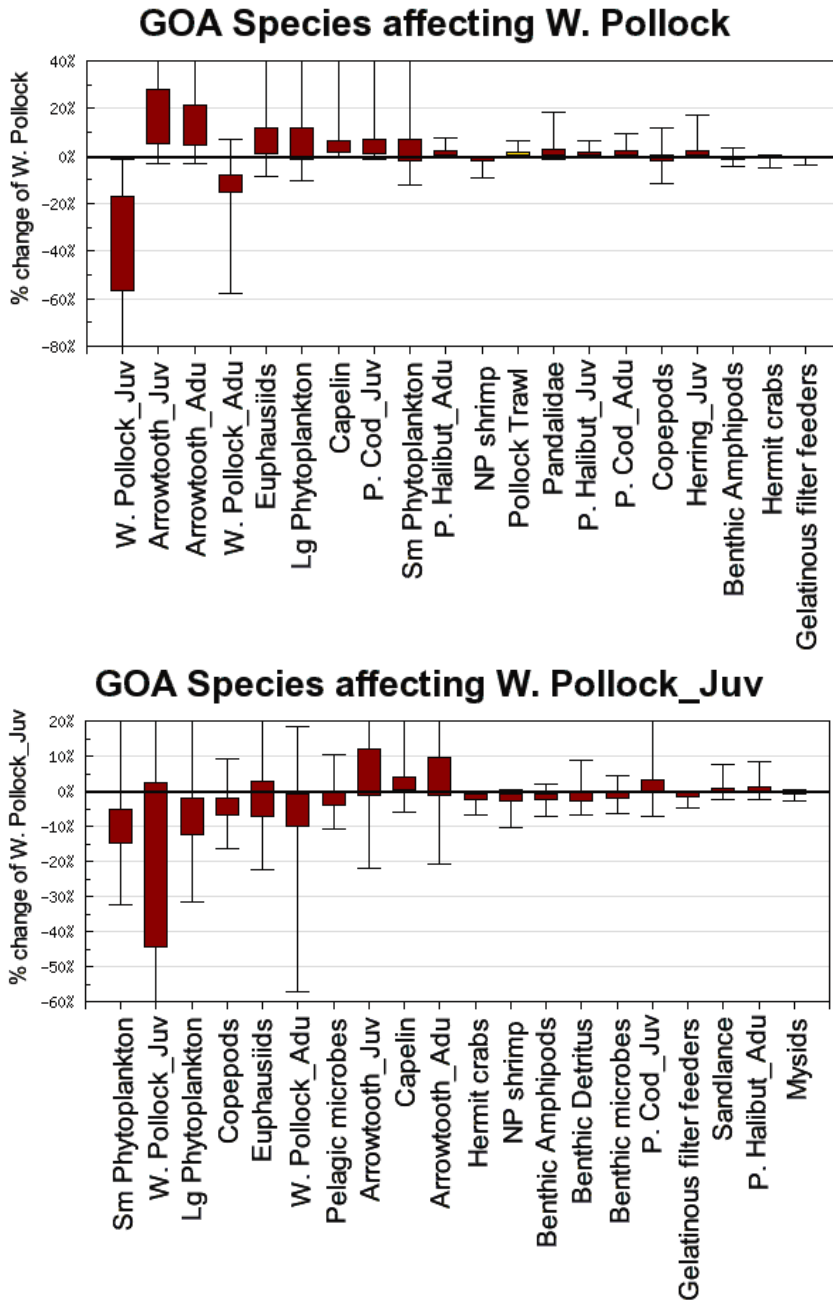 GOA Species affecting W. Pollock
% change of W. Pollock
40%
20%
0%
-20%
-40%
-60%
-80%
W. Pollock_Juv
Arrowtooth_Juv
Arrowtooth_Adu
W. Pollock_Adu
Euphausiids
Lg Phytoplankton
Capelin
P. Cod_Juv
Sm Phytoplankton
P. Halibut_Adu
NP shrimp
Pollock Trawl
Pandalidae
P. Halibut_Juv
P. Cod_Adu
Copepods
Herring_Juv
Benthic Amphipods
Hermit crabs
Gelatinous filter feeders
GOA Species affecting W. Pollock_Juv
% change of W. Pollock_Juv
20%
10%
0%
-10%
-20%
-30%
-40%
-50%
-60%
Sm Phytoplankton
W. Pollock_Juv
Lg Phytoplankton
Copepods
Euphausiids
W. Pollock_Adu
Pelagic microbes
Arrowtooth_Juv
Capelin
Arrowtooth_Adu
Hermit crabs
NP shrimp
Benthic Amphipods
Benthic Detritus
Benthic microbes
P. Cod_Juv
Gelatinous filter feeders
Sandlance
P. Halibut_Adu
Mysids